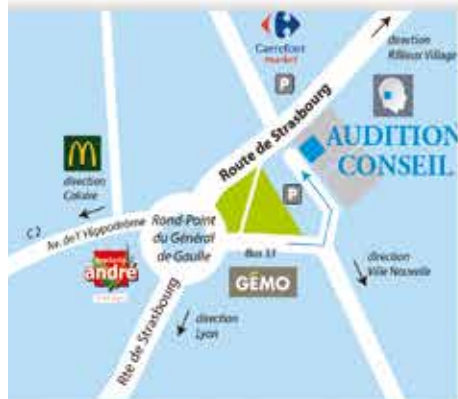 Carrefour
market
direction
Rillieux Village
P
Route de Strasbourg
AUDITION
CONSEIL
M
direction
Caluire
P
C2
Av. de l'Hippodrome
Rond-Point
du Général
de Gaulle
Bus 33
direction
Ville Nouvelle
andré
GÉMO
Rte de Strasbourg
direction
Lyon